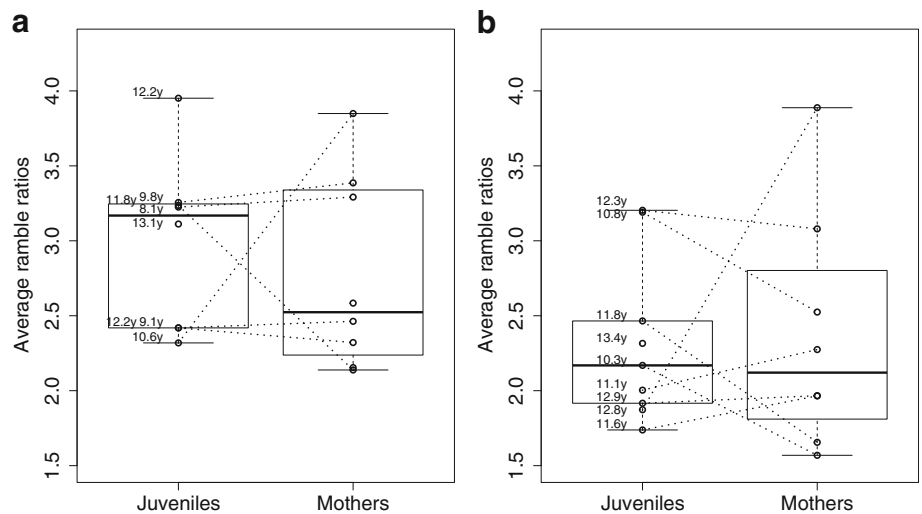 a
Average ramble ratios
4.0
3.5
3.0
2.5
2.0
1.5
12.2y
9.8y
11.8y
8.1y
13.1y
12.2y 9.1y
10.6y
Juveniles
Mothers
b
Average ramble ratios
4.0
3.5
3.0
2.5
2.0
1.5
12.3y
10.8y
11.8y
13.4y
10.3y
11.1y
12.9y
12.8y
11.6y
Juveniles
Mothers